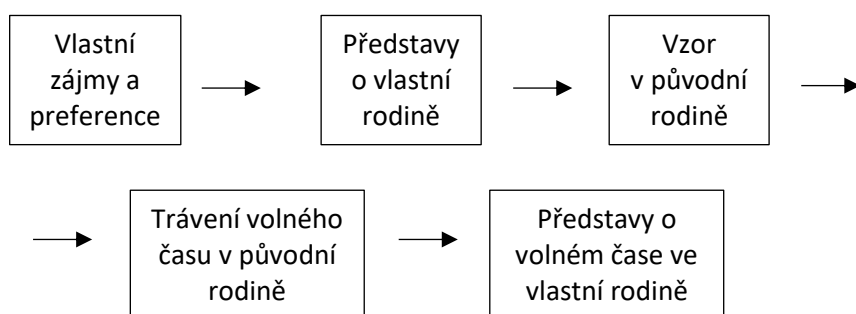 Vlastní
zájmy a
preference
Představy
o vlastní
rodině
Vzor
v původní
rodině
Trávení volného
času v původní
rodině
Představy o
volném čase ve
vlastní rodině